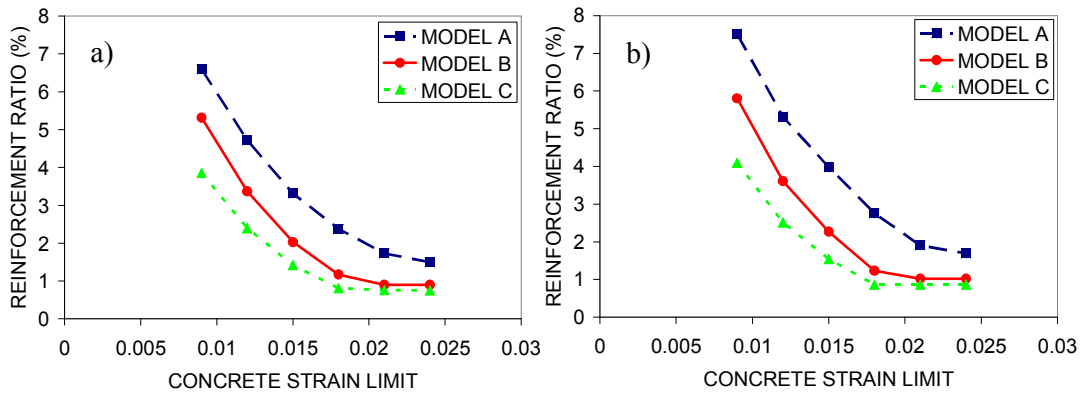 REINFORCEMENT RATIO (%)
8
7
6
5
4
3
2
1
0
a)
MODEL A
MODEL B
MODEL C
0 0.005 0.01 0.015 0.02 0.025 0.03
CONCRETE STRAIN LIMIT
REINFORCEMENT RATIO (%)
8
7
6
5
4
3
2
1
0
b)
MODEL A
MODEL B
MODEL C
0 0.005 0.01 0.015 0.02 0.025 0.03
CONCRETE STRAIN LIMIT